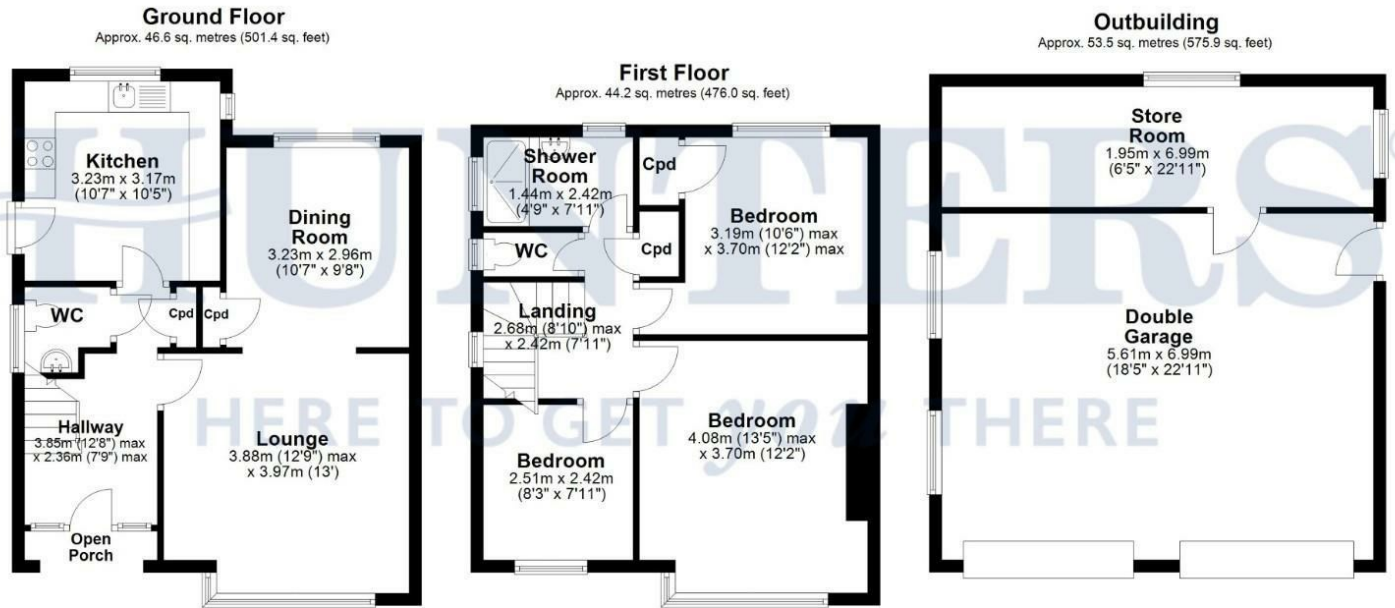 Ground Floor
Approx. 46.6 sq. metres (501.4 sq. feet)
Kitchen
3.23m x 3.17m
(10'7" x 10'5")
Dining
Room
3.23m x 2.96m
(10'7" x 9'8")
WC
Cpd
Cpd
Hallway
3.85m (12'8") max
x 2.36m (7'9") max
Lounge
3.88m (12'9") max
x 3.97m (13')
Open
Porch
First Floor
Approx. 44.2 sq. metres (476.0 sq. feet)
Shower
Room
1.44m x 2.42m
(4'9" x 7'11")
Cpd
Bedroom
3.19m (10'6") max
x 3.70m (12'2") max
WC
Cpd
Landing
2.68m (8'10") max
x 2.42m (7'11")
Bedroom
4.08m (13'5") max
x 3.70m (12'2")
Bedroom
2.51m x 2.42m
(8'3" x 7'11")
Outbuilding
Approx. 53.5 sq. metres (575.9 sq. feet)
Store
Room
1.95m x 6.99m
(6'5" x 22'11")
Double
Garage
5.61m x 6.99m
(18'5" x 22'11")
HUNTERS
HERE TO GET you THERE